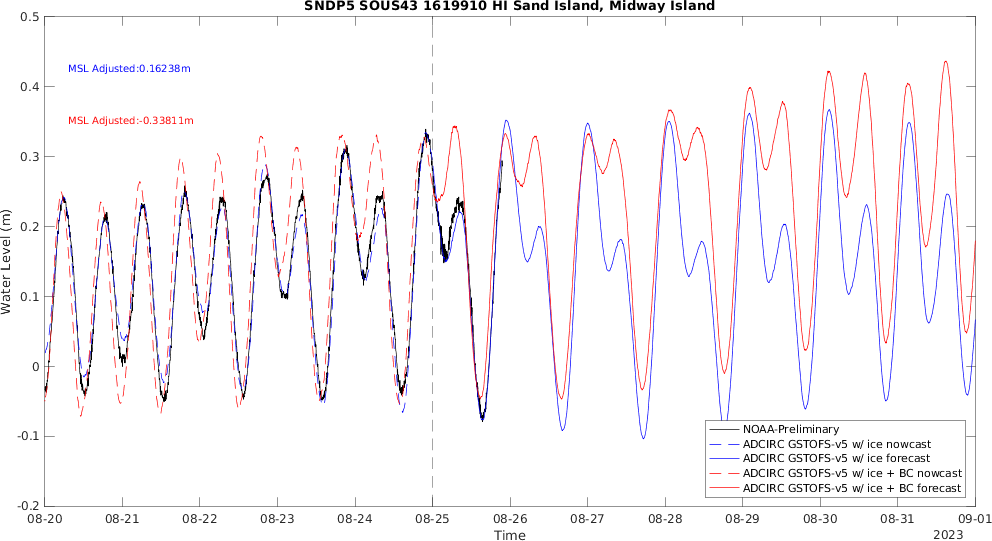 SNDP5 SOUS43 1619910 HI Sand Island, Midway Island
MSL Adjusted:0.16238m
MSL Adjusted:-0.33811m
Water Level (m)
0.5
0.4
0.3
0.2
0.1
0
-0.1
-0.2
NOAA-Preliminary
ADCIRC GSTOFS-v5 w/ ice nowcast
ADCIRC GSTOFS-v5 w/ ice forecast
ADCIRC GSTOFS-v5 w/ ice + BC nowcast
ADCIRC GSTOFS-v5 w/ ice + BC forecast
08-20 08-21 08-22 08-23 08-24 08-25 08-26 08-27 08-28 08-29 08-30 08-31 09-01
Time
2023